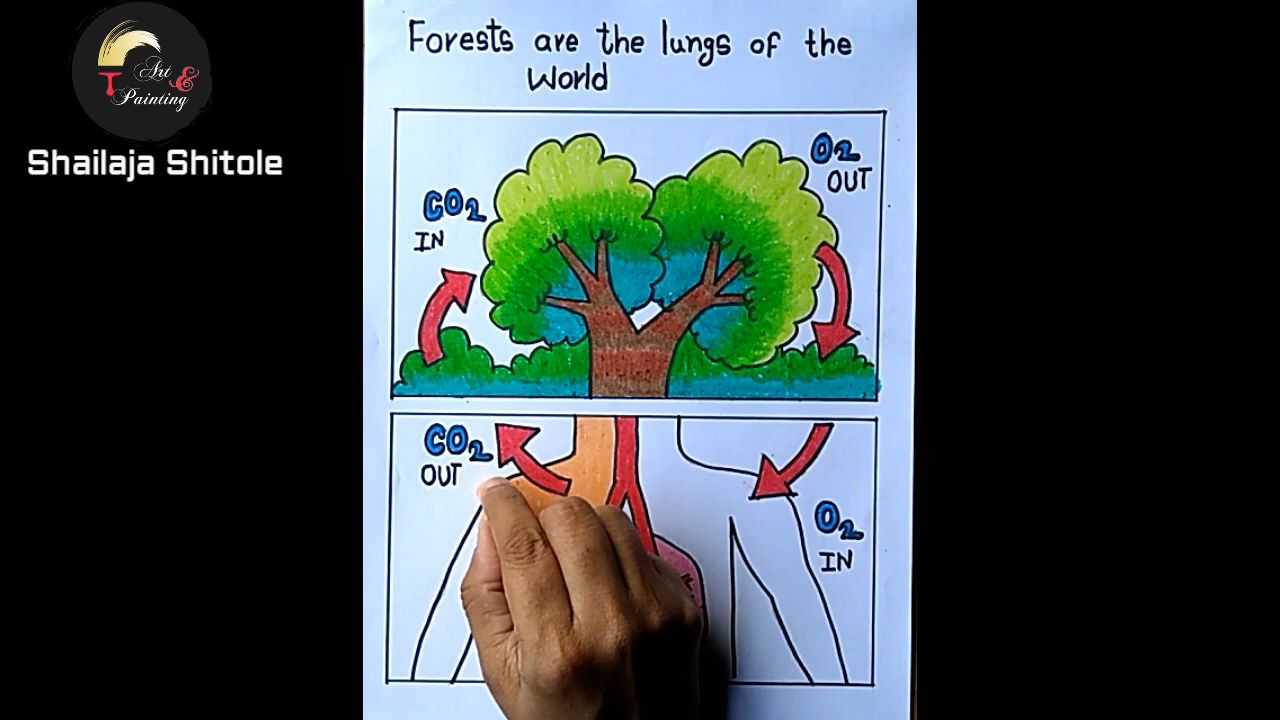 Art &
Painting
Shailaja Shitole
Forests are the lungs of the
World
CO2
IN
O2
OUT
CO2
OUT
O2
IN